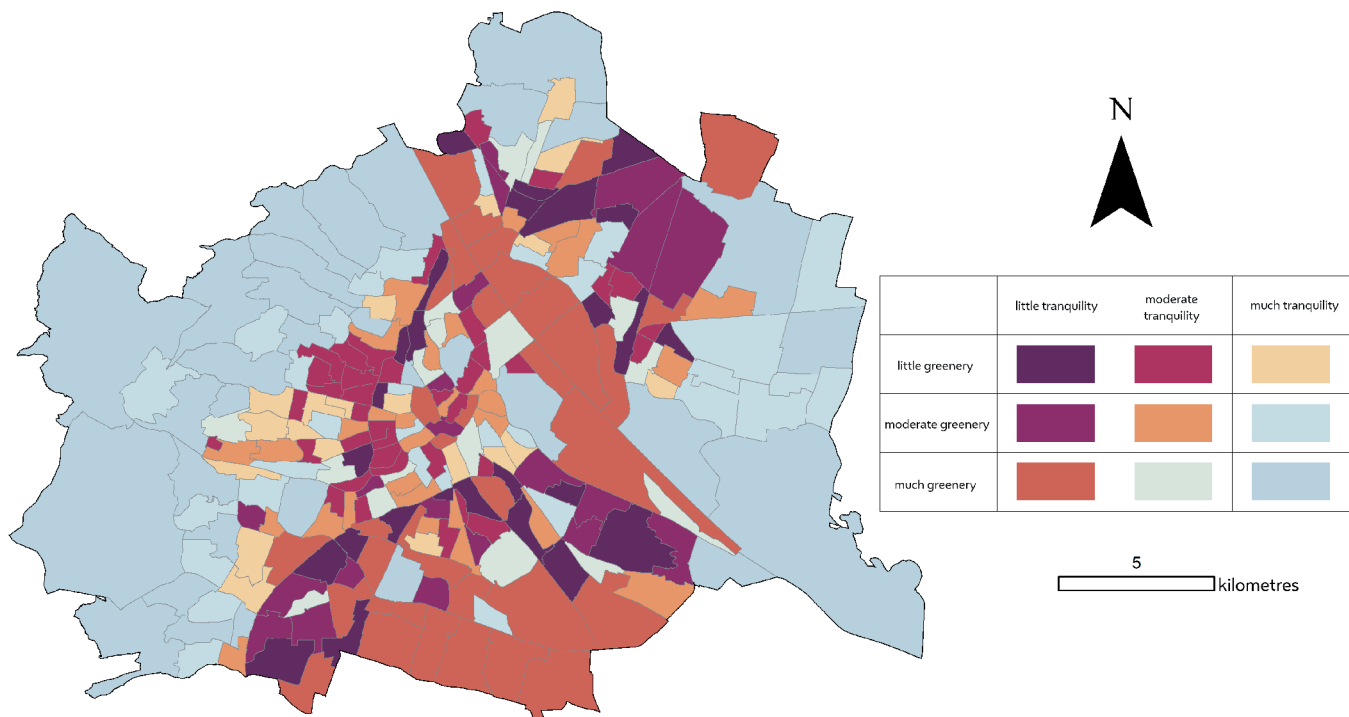 N
little tranquility
moderate
tranquility
much tranquility
little greenery
moderate greenery
much greenery
5
kilometres